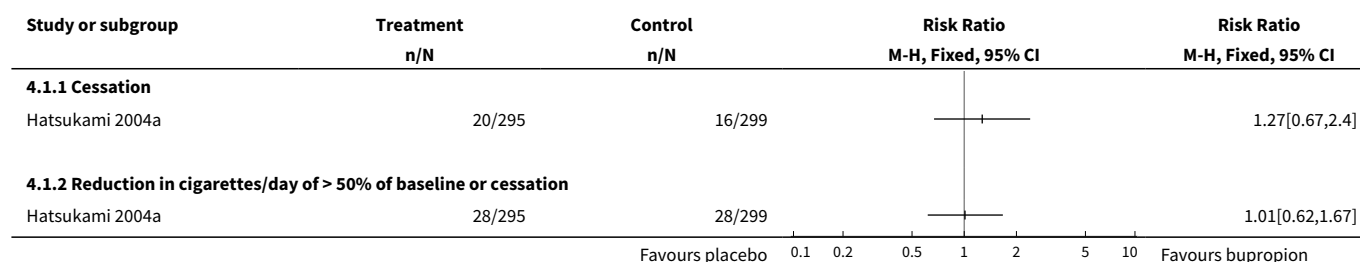 Study or subgroup Treatment Control Risk Ratio Risk Ratio
n/N n/N M-H, Fixed, 95% CI M-H, Fixed, 95% CI
4.1.1 Cessation
Hatsukami 2004a 20/295 16/299 1.27[0.67,2.4]
4.1.2 Reduction in cigarettes/day of > 50% of baseline or cessation
Hatsukami 2004a 28/295 28/299 1.01[0.62,1.67]
Favours placebo 0.1 0.2 0.5 1 2 5 10 Favours bupropion